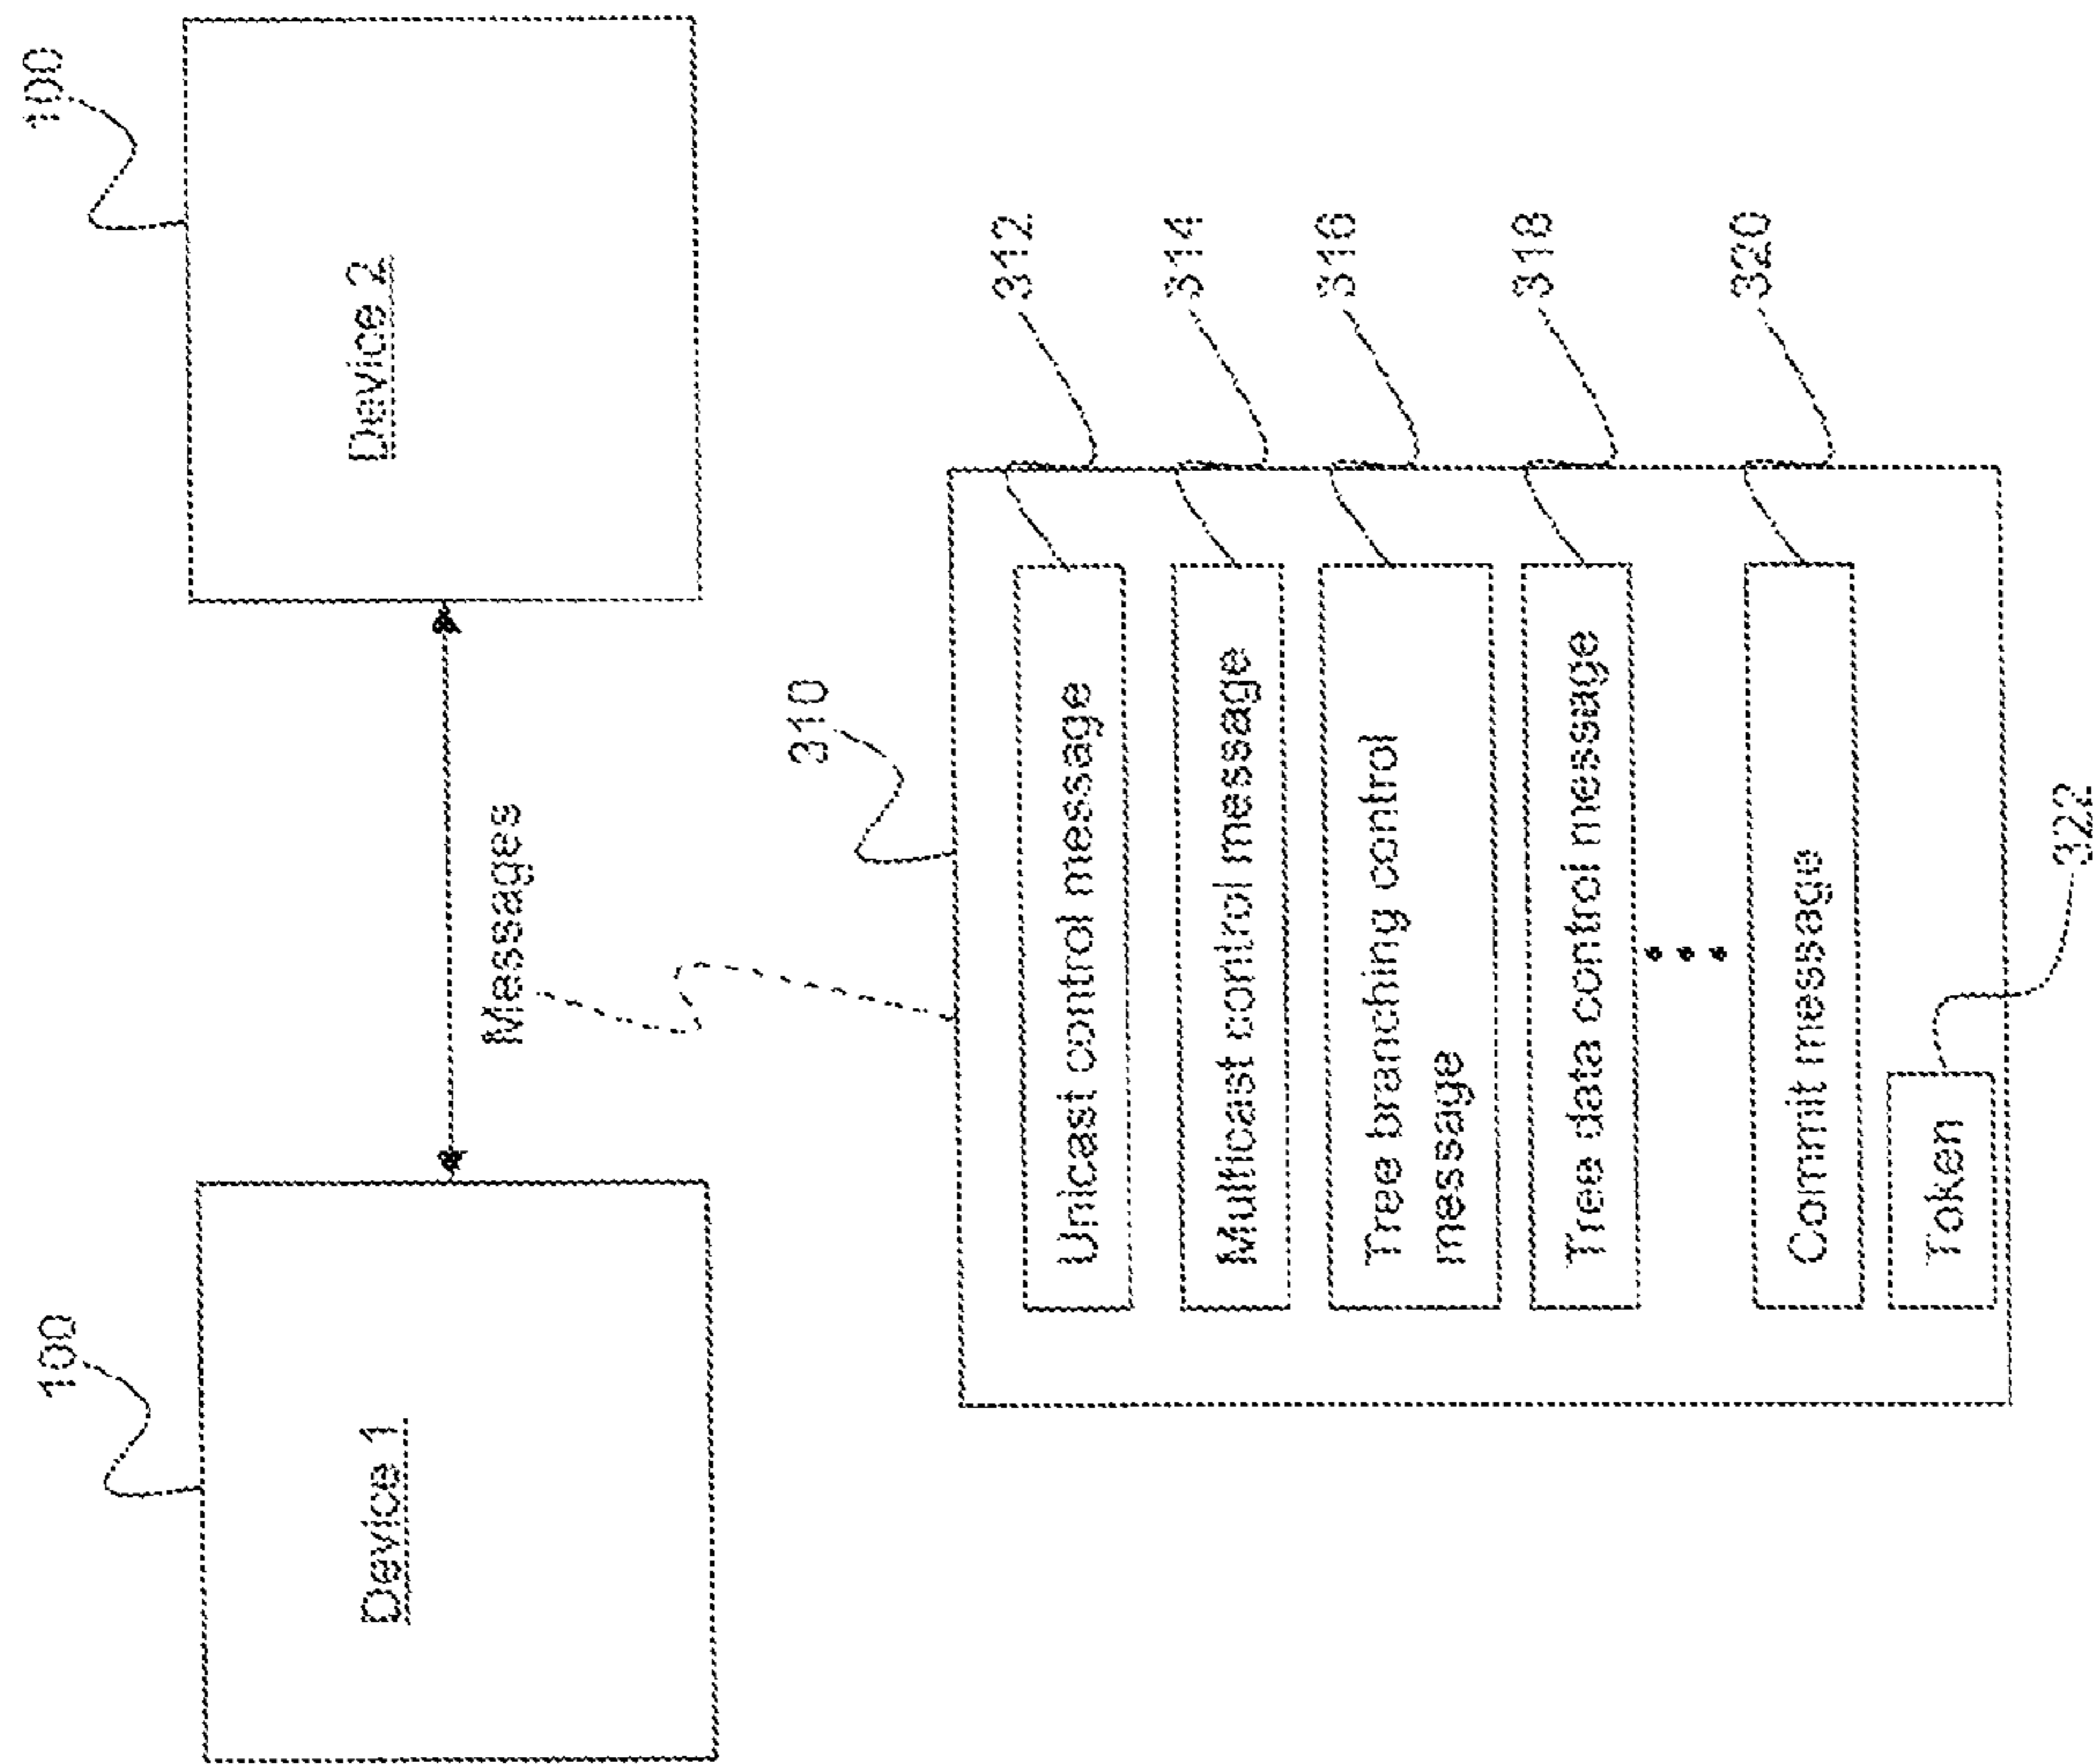 100
100
Device 1
Device 2
Messages
310
Unicast control message
312
Multicast control message
314
Tree branching control
message
316
Tree data control message
318
Commit message
320
Token
322